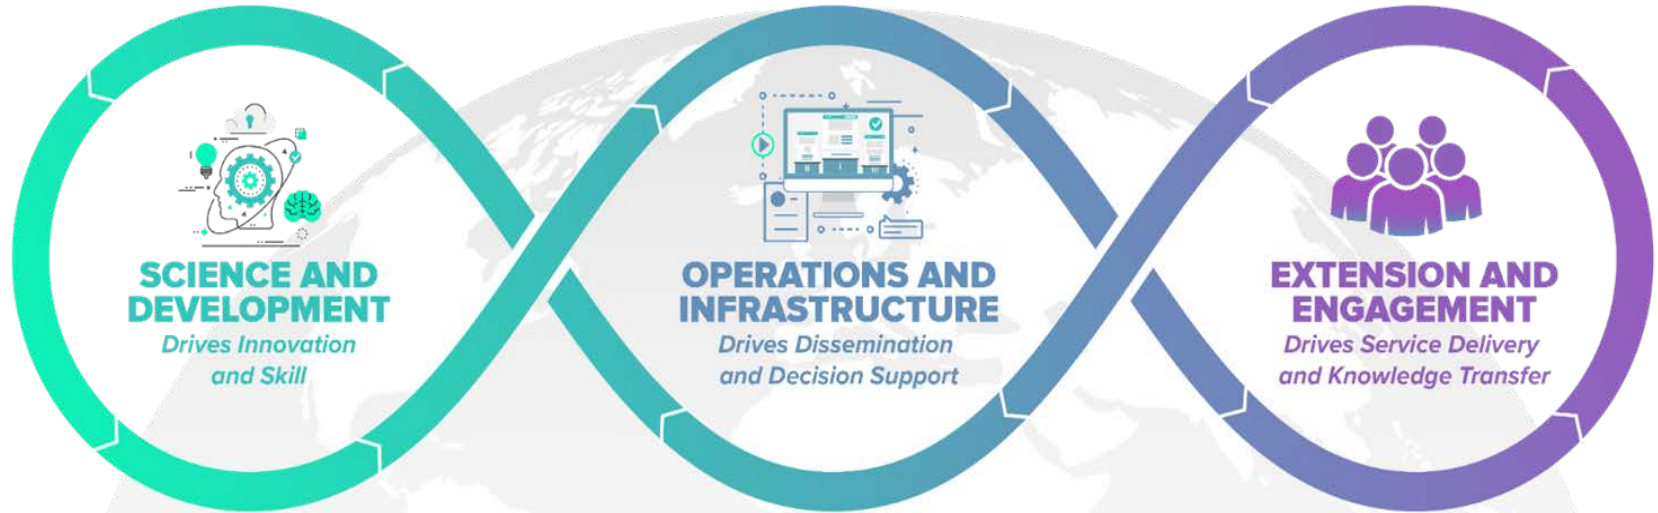 SCIENCE AND
DEVELOPMENT
Drives Innovation
and Skill
OPERATIONS AND
INFRASTRUCTURE
Drives Dissemination
and Decision Support
EXTENSION AND
ENGAGEMENT
Drives Service Delivery
and Knowledge Transfer